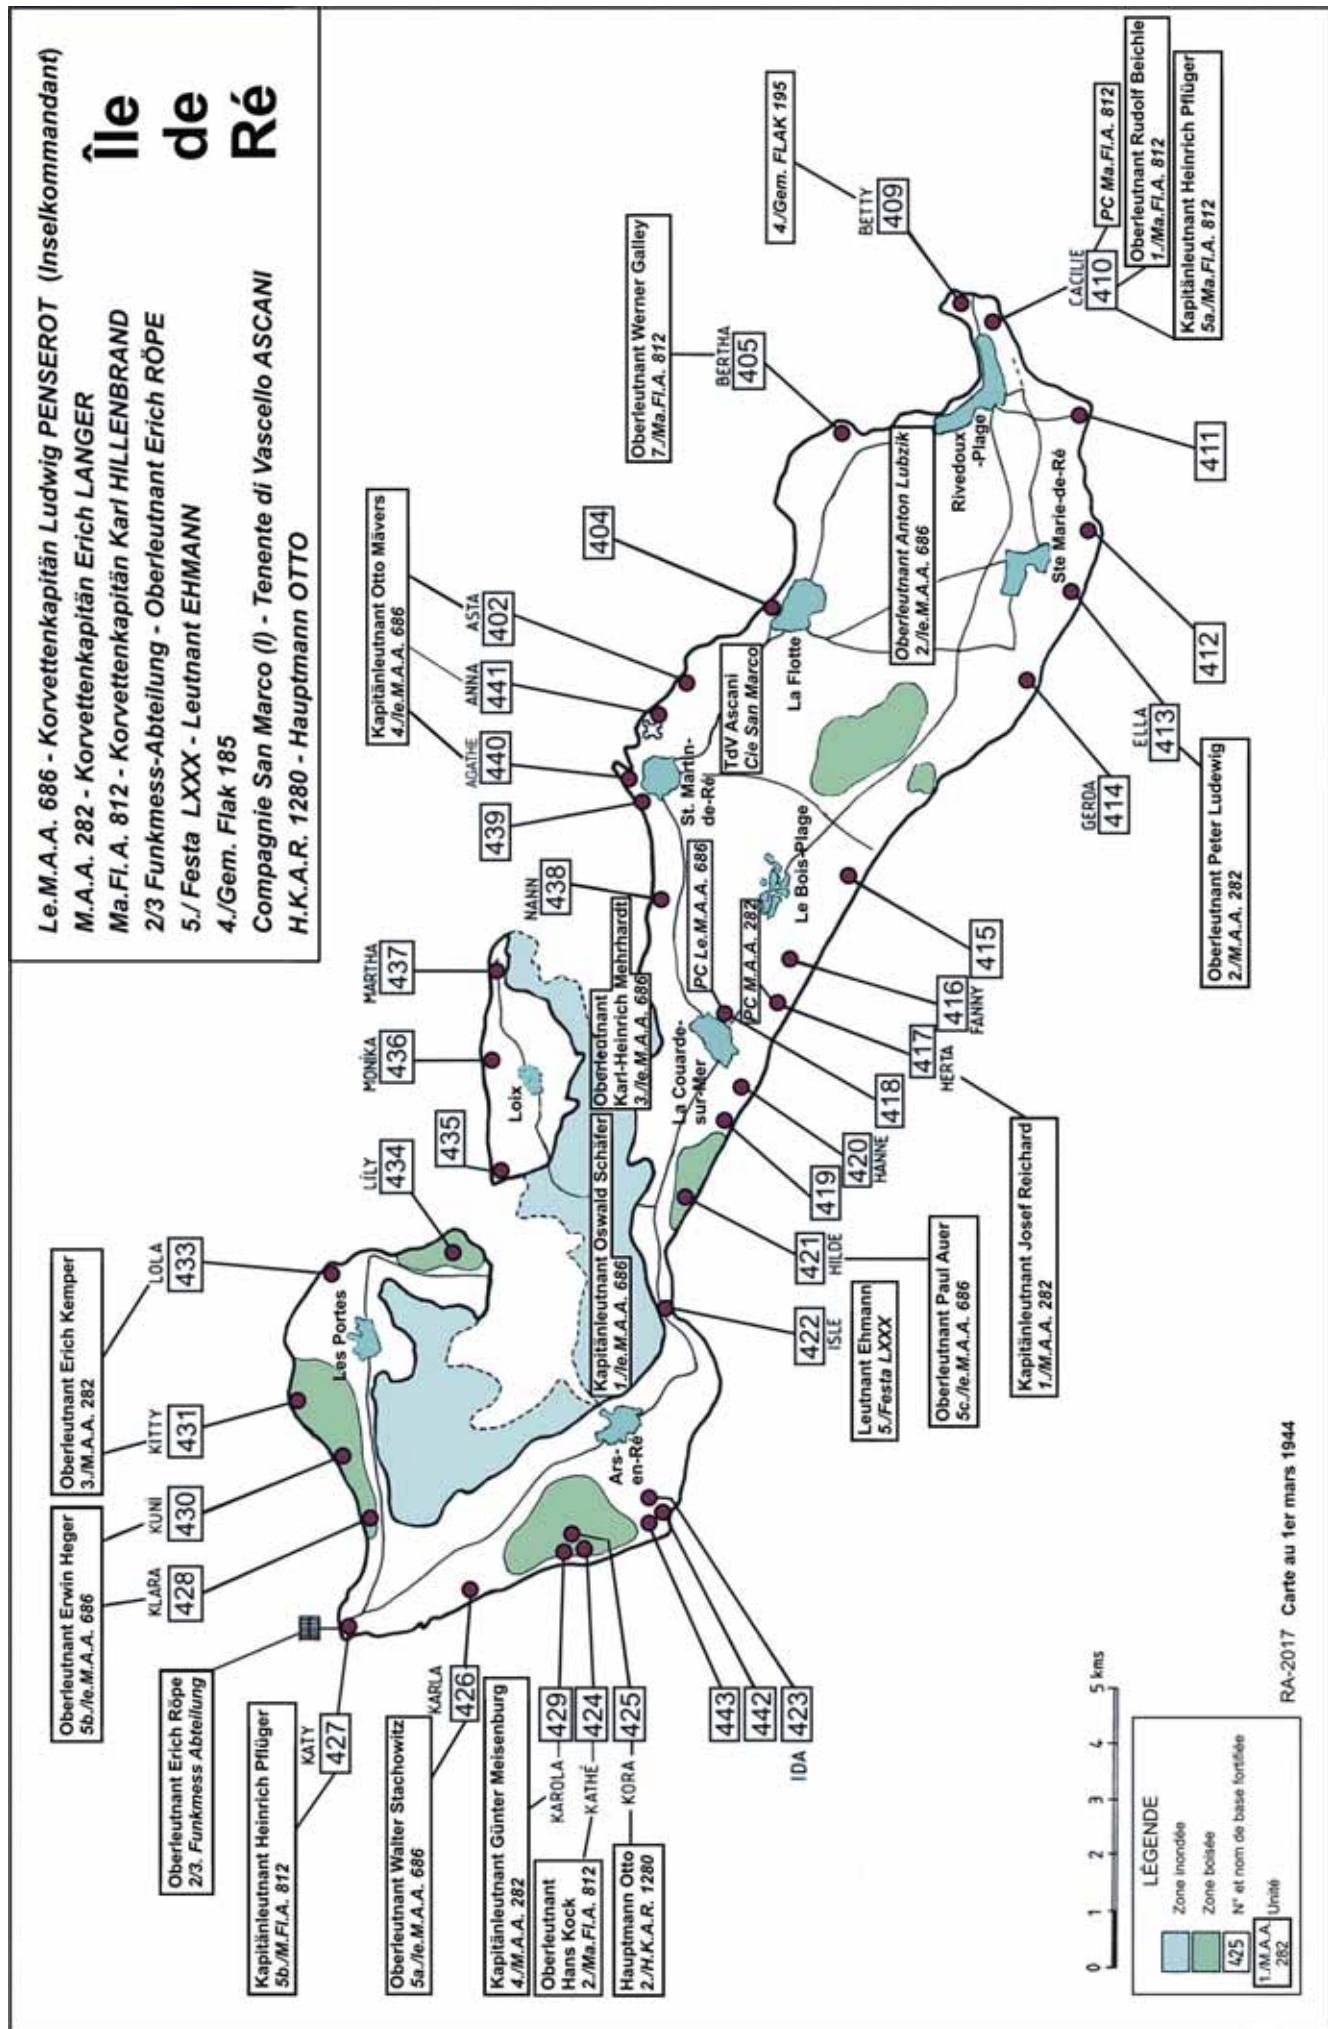 Le.M.A.A. 686 - Korvettenkapitän Ludwig PENSEROT (Inselkommandant)
M.A.A. 282 - Korvettenkapitän Erich LANGER
Ma.Fl.A. 812 - Korvettenkapitän Karl HILLENBRAND
2/3 Funkmess-Abteilung - Oberleutnant Erich RÖPE
5./ Festa LXXX - Leutnant EHMANN
4./Gem. Flak 185
Compagnie San Marco (I) - Tenente di Vascello ASCANI
H.K.A.R. 1280 - Hauptmann OTTO
Île
de
Ré
Oberleutnant Erwin Heger
5b./le.M.A.A. 686
Oberleutnant Erich Kemper
3./M.A.A. 282
KLARA
428
KUNI
430
KITTY
431
LOLA
433
Oberleutnant Erich Röpe
2/3. Funkmess Abteilung
Kapitänleutnant Heinrich Pflüger
5b./M.Fl.A. 812
KATY
427
Les Portes
LILY
434
435
MONIKA
436
MARTHA
437
Loix
NANN
438
439
AGATHE
440
ANNA
441
ASTA
402
Kapitänleutnant Otto Mävers
4./le.M.A.A. 686
404
Oberleutnant Werner Galley
7./Ma.Fl.A. 812
BERTHA
405
4./Gem. FLAK 195
BETTY
409
CACILIE
410
PC Ma.Fl.A. 812
Oberleutnant Rudolf Beichle
1./Ma.Fl.A. 812
Kapitänleutnant Heinrich Pflüger
5a./Ma.Fl.A. 812
Oberleutnant Walter Stachowitz
5a./le.M.A.A. 686
KARLA
426
Kapitänleutnant Günter Meisenburg
4./M.A.A. 282
KAROLA
429
Oberleutnant
Hans Kock
2./Ma.Fl.A. 812
KATHÉ
424
Hauptmann Otto
2./H.K.A.R. 1280
KORA
425
443
442
423
IDA
Ars-
en-Ré
Kapitänleutnant Oswald Schäfer
1./le.M.A.A. 686
Oberleutnant
Karl-Heinrich Mehrhardt
3./le.M.A.A. 686
St. Martin-
de-Ré
TdV Ascani
Cie San Marco
La Flotte
PC Le.M.A.A. 686
PC M.A.A. 282
La Couarde-
sur-Mer
Le Bois-Plage
Oberleutnant Anton Lubzik
2./le.M.A.A. 686
Rivedoux
-Plage
Ste Marie-de-Ré
422
ISLE
421
HILDE
419
420
HANNE
418
417
HERTA
416
FANNY
415
GERDA
414
ELLA
413
412
411
Leutnant Ehmann
5./Festa LXXX
Oberleutnant Paul Auer
5c./le.M.A.A. 686
Kapitänleutnant Josef Reichard
1./M.A.A. 282
Oberleutnant Peter Ludewig
2./M.A.A. 282
0 1 2 3 4 5 kms
LÉGENDE
Zone inondée
Zone boisée
425 N° et nom de base fortifiée
1./M.A.A.
282
Unité
RA-2017 Carte au 1er mars 1944